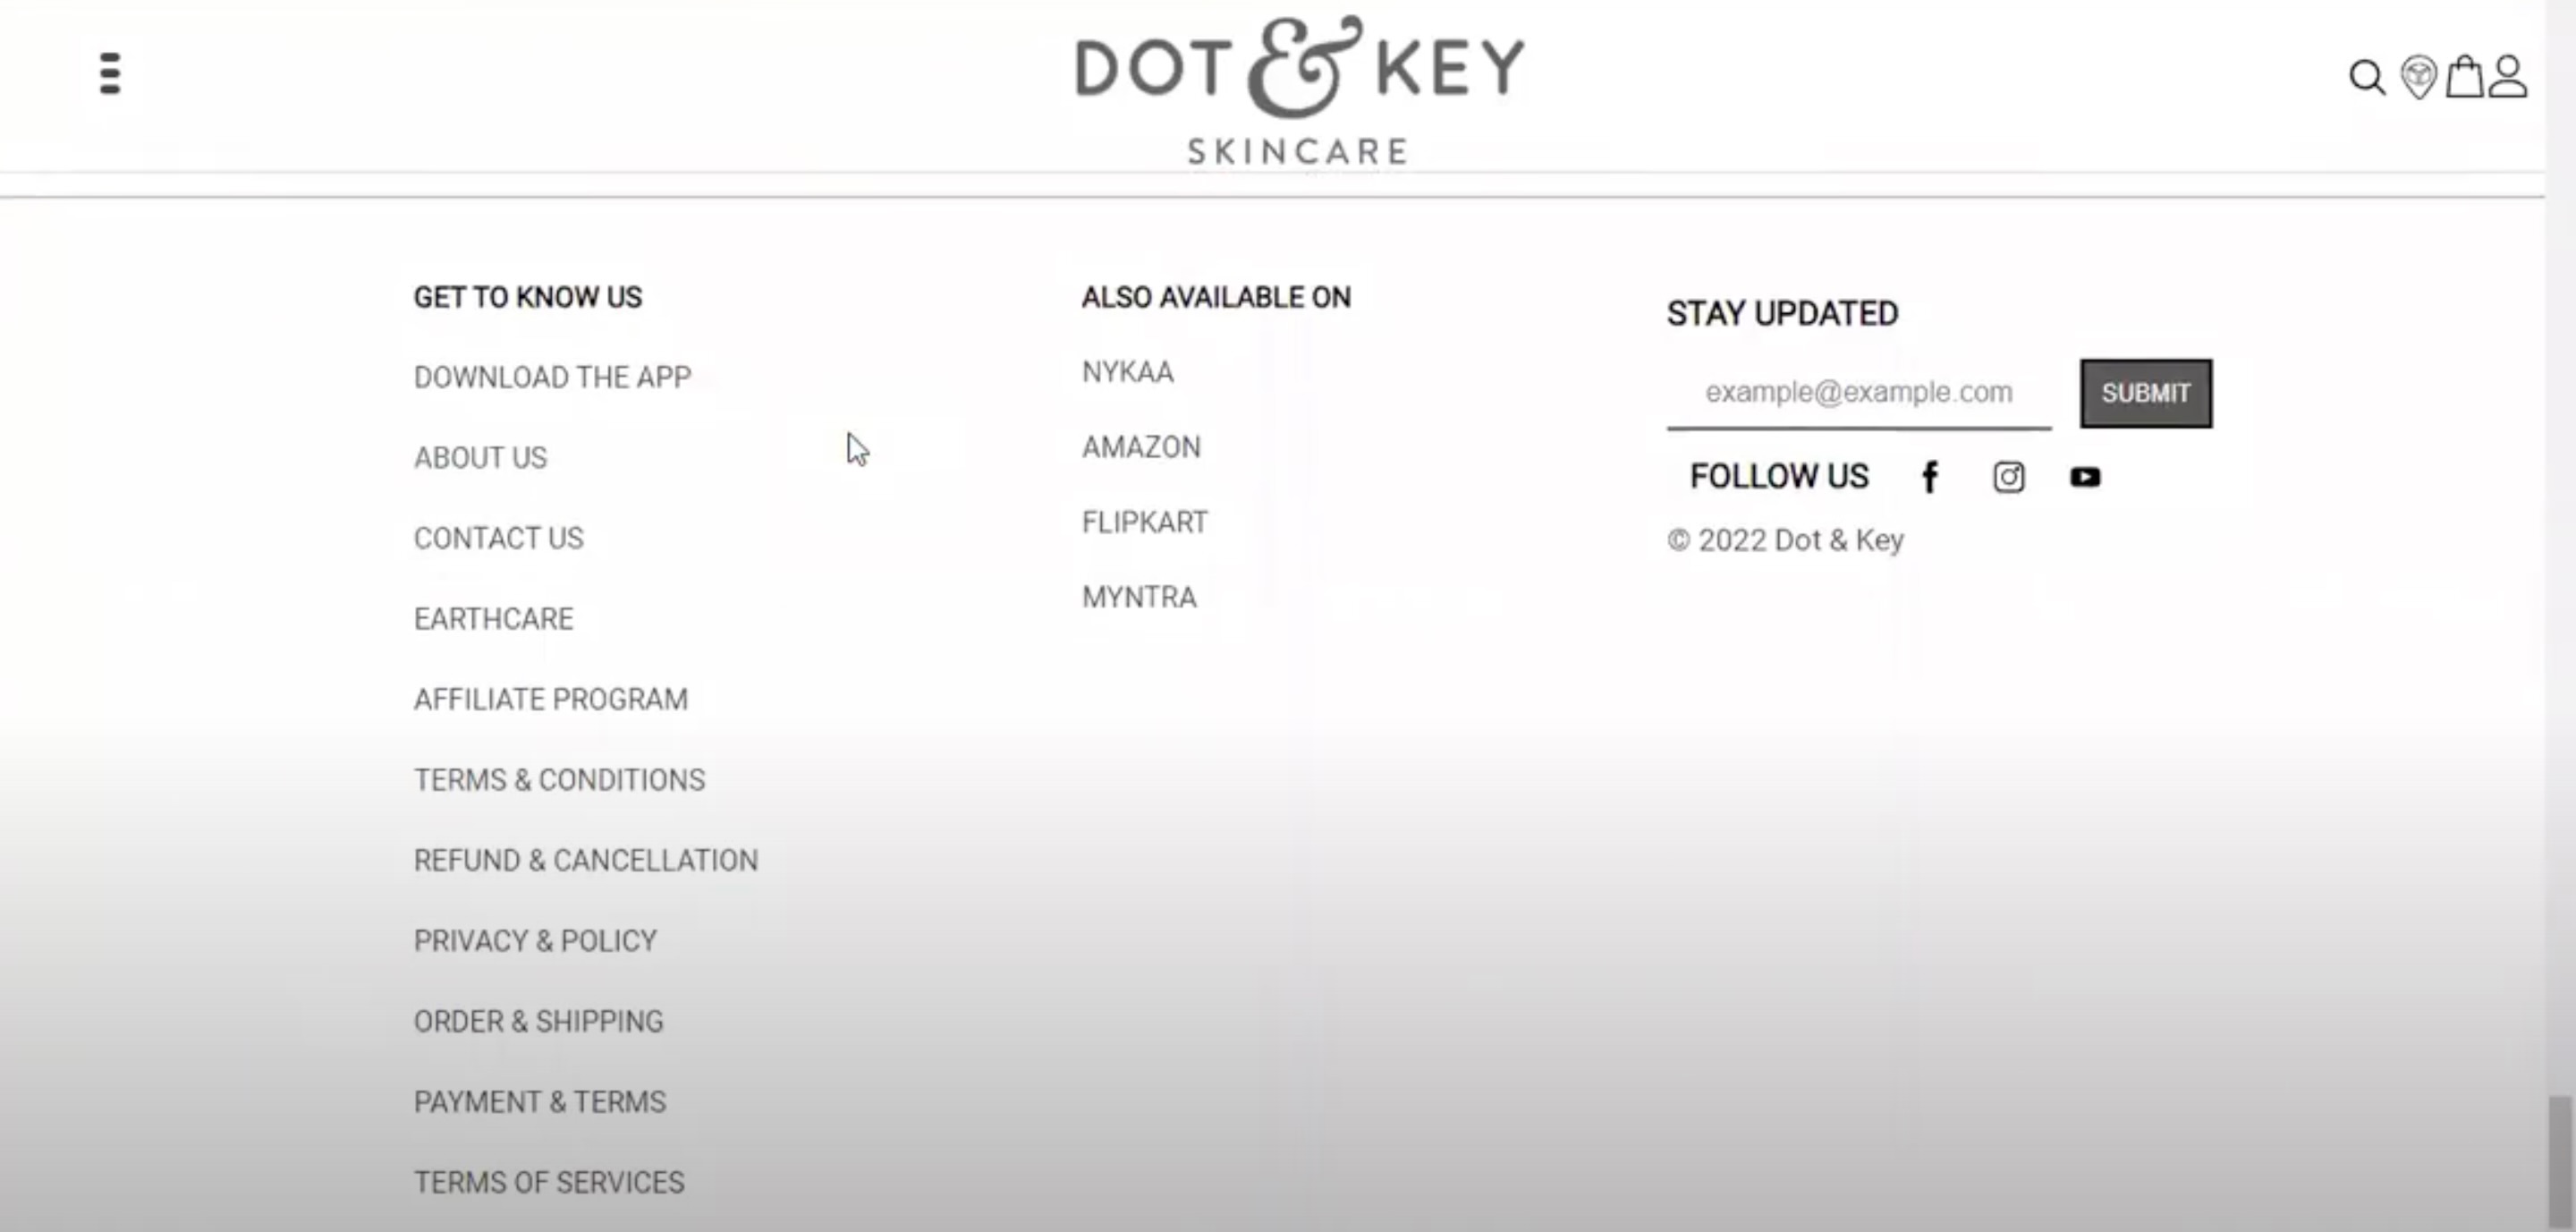 DOT & KEY
SKINCARE
GET TO KNOW US
DOWNLOAD THE APP
ABOUT US
CONTACT US
EARTHCARE
AFFILIATE PROGRAM
TERMS & CONDITIONS
REFUND & CANCELLATION
PRIVACY & POLICY
ORDER & SHIPPING
PAYMENT & TERMS
TERMS OF SERVICES
ALSO AVAILABLE ON
NYKAA
AMAZON
FLIPKART
MYNTRA
STAY UPDATED
example@example.com
SUBMIT
FOLLOW US
© 2022 Dot & Key